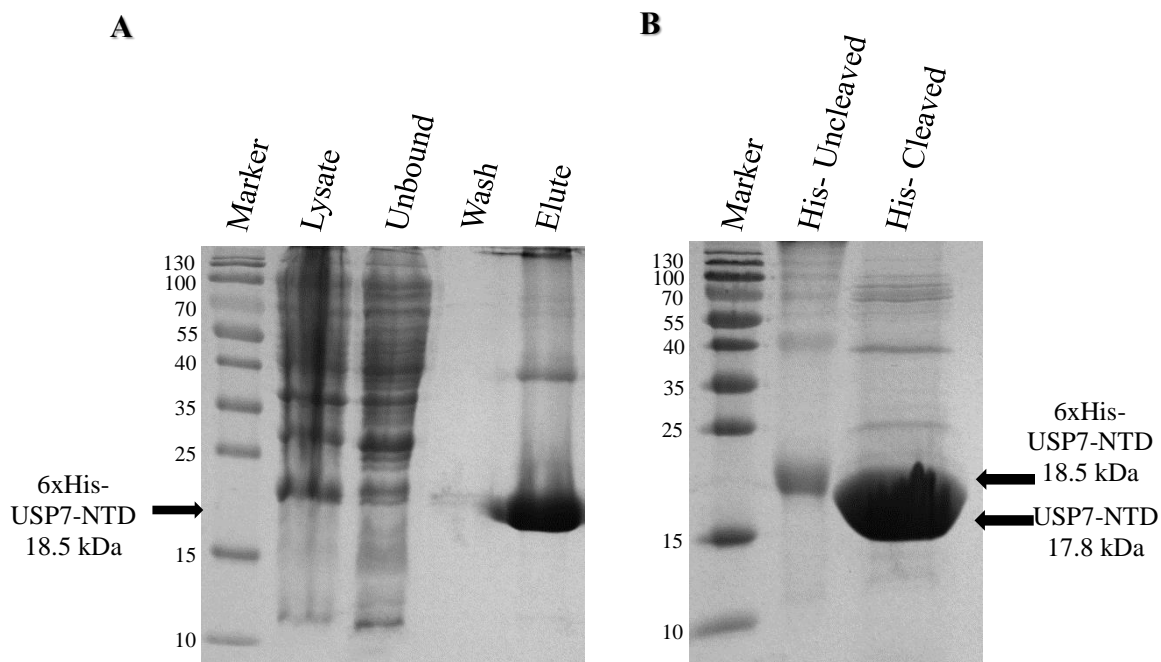 A
Marker
Lysate
Unbound
Wash
Elute
130
100
70
55
40
35
25
15
10
6xHis-
USP7-NTD
18.5 kDa
B
Marker
His- Uncleaved
His- Cleaved
130
100
70
55
40
35
25
15
10
6xHis-
USP7-NTD
18.5 kDa
USP7-NTD
17.8 kDa